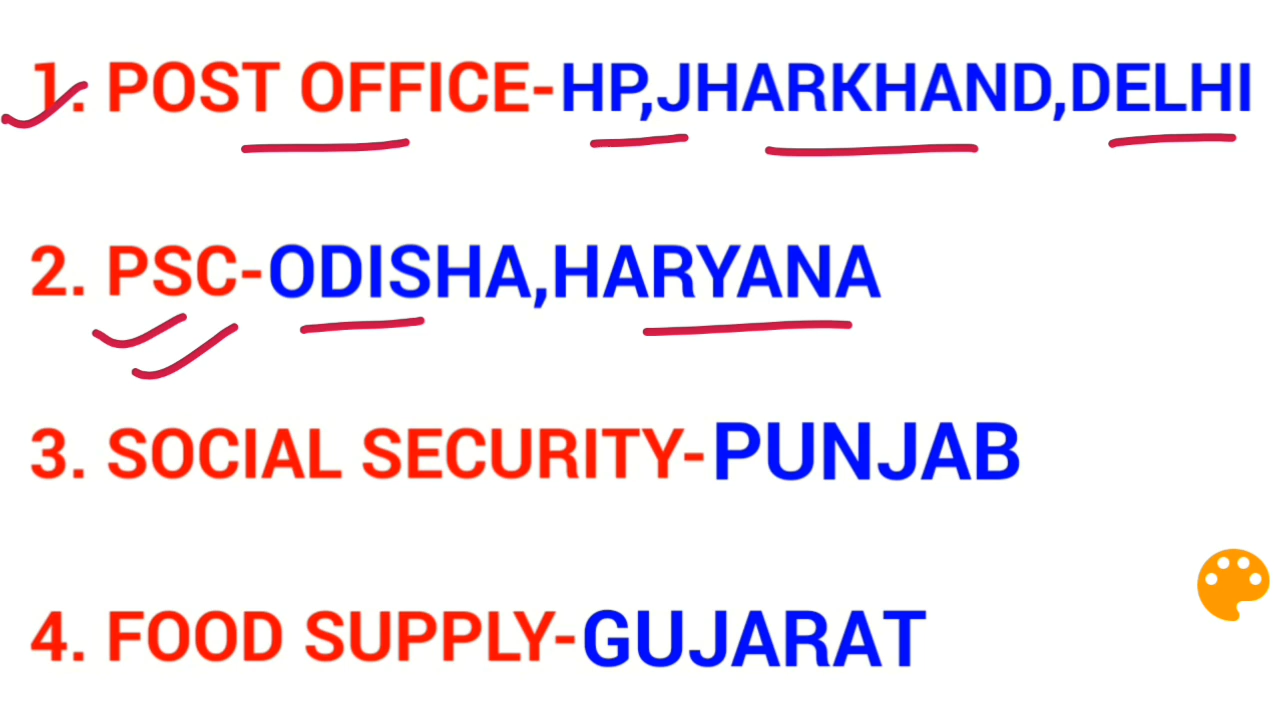 1. POST OFFICE-HP,JHARKHAND,DELHI
2. PSC-ODISHA,HARYANA
3. SOCIAL SECURITY-PUNJAB
4. FOOD SUPPLY-GUJARAT